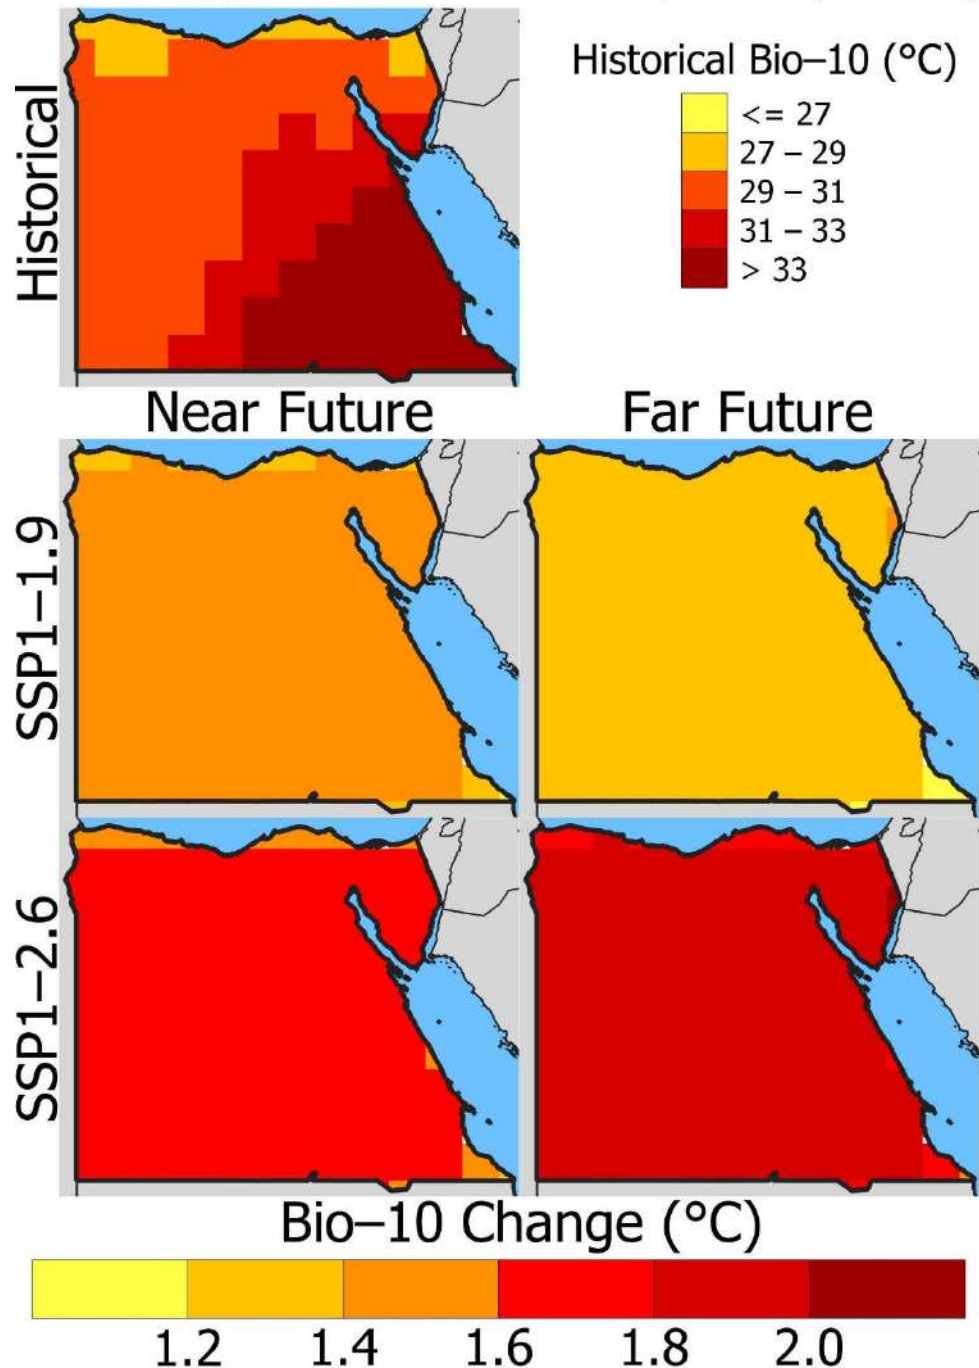 Historical
Historical Bio–10 (°C)
<= 27
27 – 29
29 – 31
31 – 33
> 33
Near Future
Far Future
SSP1–1.9
SSP1–2.6
Bio–10 Change (°C)
1.2
1.4
1.6
1.8
2.0